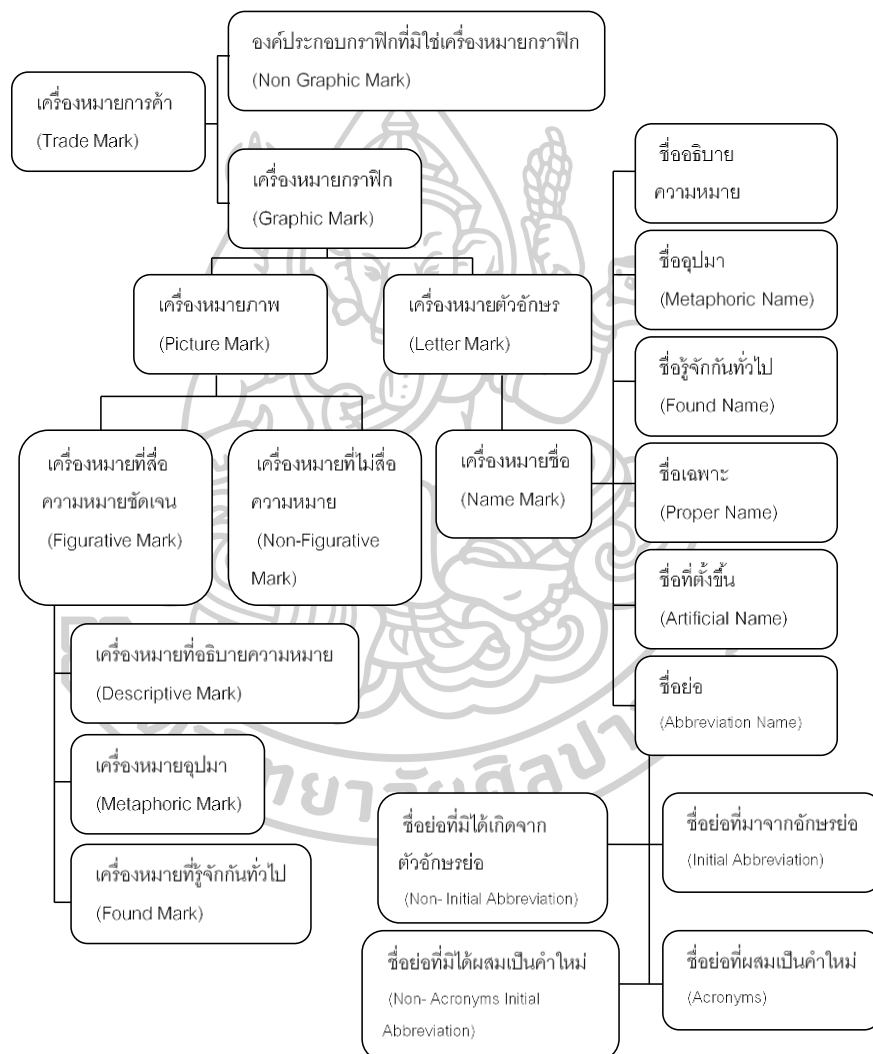 องค์ประกอบกราฟิกที่มิใช่เครื่องหมายกราฟิก
(Non Graphic Mark)
เครื่องหมายการค้า
(Trade Mark)
เครื่องหมายกราฟิก
(Graphic Mark)
เครื่องหมายภาพ
(Picture Mark)
เครื่องหมายตัวอักษร
(Letter Mark)
เครื่องหมายที่สื่อ
ความหมายชัดเจน
(Figurative Mark)
เครื่องหมายที่ไม่สื่อ
ความหมาย
(Non-Figurative
Mark)
เครื่องหมายชื่อ
(Name Mark)
ชื่ออธิบาย
ความหมาย
ชื่ออุปมา
(Metaphoric Name)
ชื่อรู้จักกันทั่วไป
(Found Name)
ชื่อเฉพาะ
(Proper Name)
ชื่อที่ตั้งขึ้น
(Artificial Name)
ชื่อย่อ
(Abbreviation Name)
เครื่องหมายที่อธิบายความหมาย
(Descriptive Mark)
เครื่องหมายอุปมา
(Metaphoric Mark)
เครื่องหมายที่รู้จักกันทั่วไป
(Found Mark)
ชื่อย่อที่มิได้เกิดจาก
ตัวอักษรย่อ
(Non- Initial Abbreviation)
ชื่อย่อที่มาจากอักษรย่อ
(Initial Abbreviation)
ชื่อย่อที่มิได้ผสมเป็นคำใหม่
(Non- Acronyms Initial
Abbreviation)
ชื่อย่อที่ผสมเป็นคำใหม่
(Acronyms)